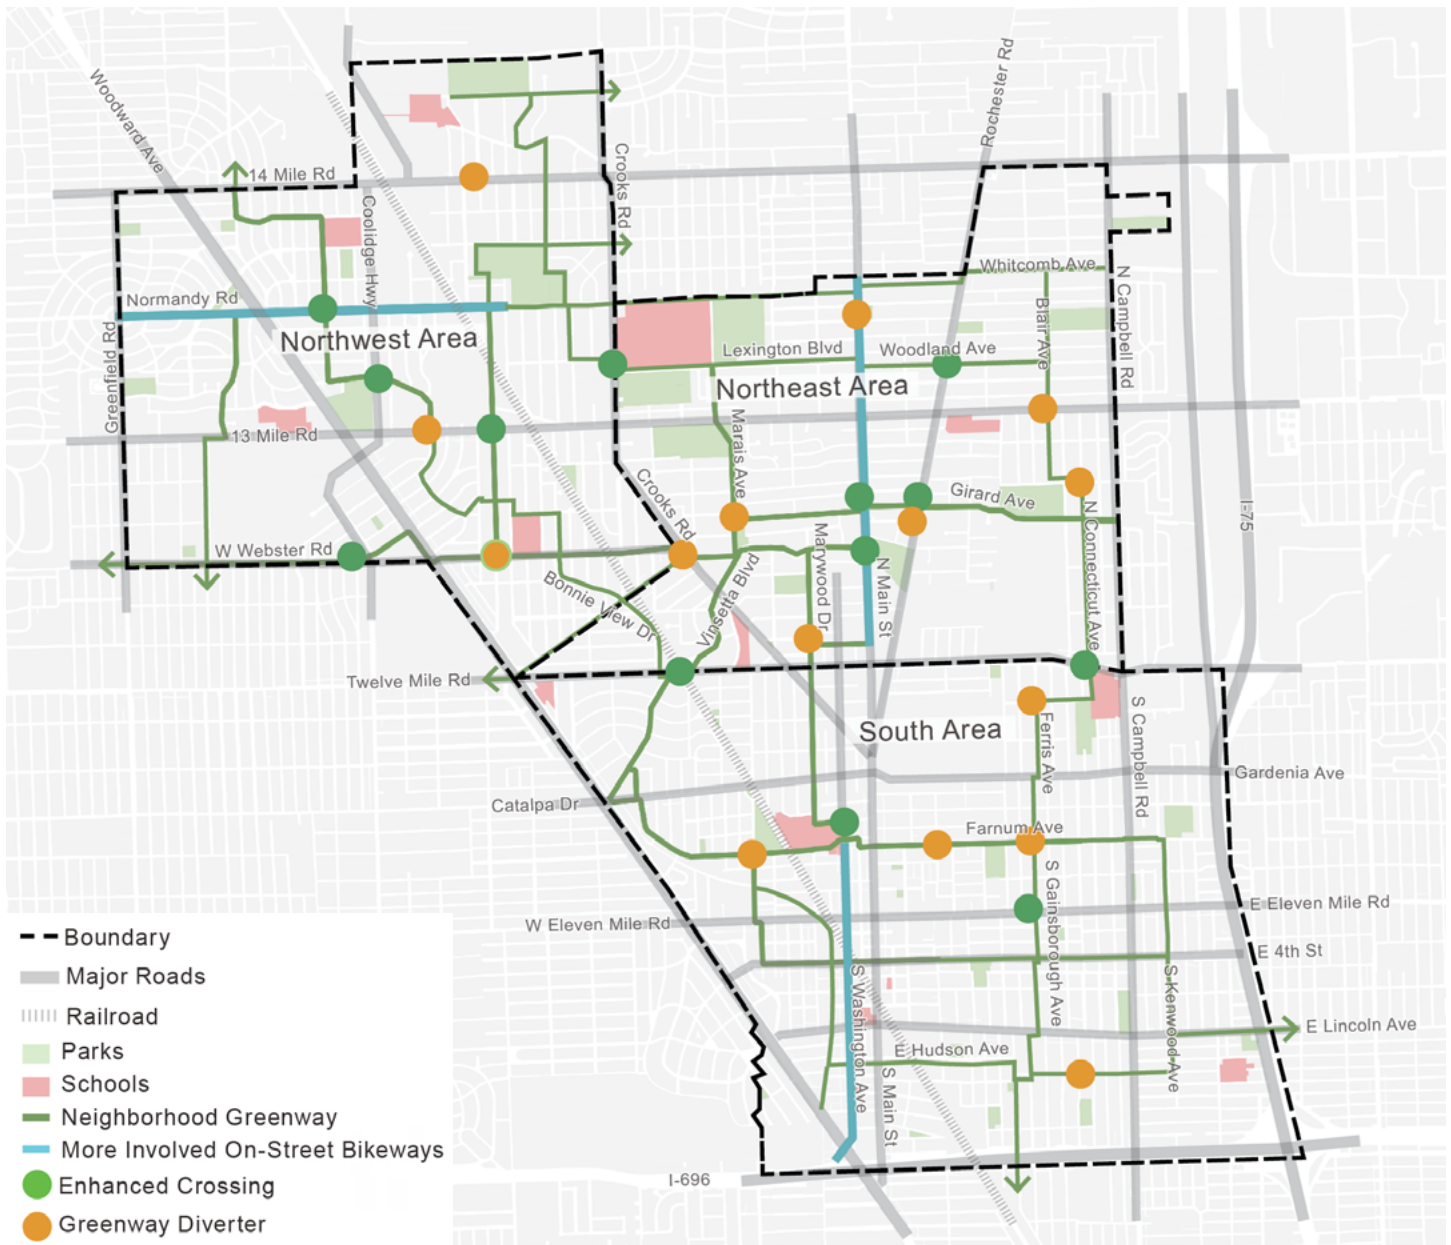 Woodward Ave
Rochester Rd
14 Mile Rd
Crooks Rd
Coolidge Hwy
Whitcomb Ave
N Campbell Rd
Normandy Rd
Blair Ave
Greenfield Rd
Northwest Area
Lexington Blvd
Woodland Ave
Northeast Area
13 Mile Rd
Marais Ave
Crooks Rd
Girard Ave
I-75
N Connecticut Ave
W Webster Rd
Marywood Dr
N Main St
Bonnie View Dr
Vinsetta Blvd
Twelve Mile Rd
South Area
Ferris Ave
S Campbell Rd
Gardenia Ave
Catalpa Dr
Farnum Ave
S Gainsborough Ave
W Eleven Mile Rd
E Eleven Mile Rd
E 4th St
S Washington Ave
S Kenwood Ave
E Lincoln Ave
E Hudson Ave
S Main St
I-696
Boundary
Major Roads
Railroad
Parks
Schools
Neighborhood Greenway
More Involved On-Street Bikeways
Enhanced Crossing
Greenway Diverter